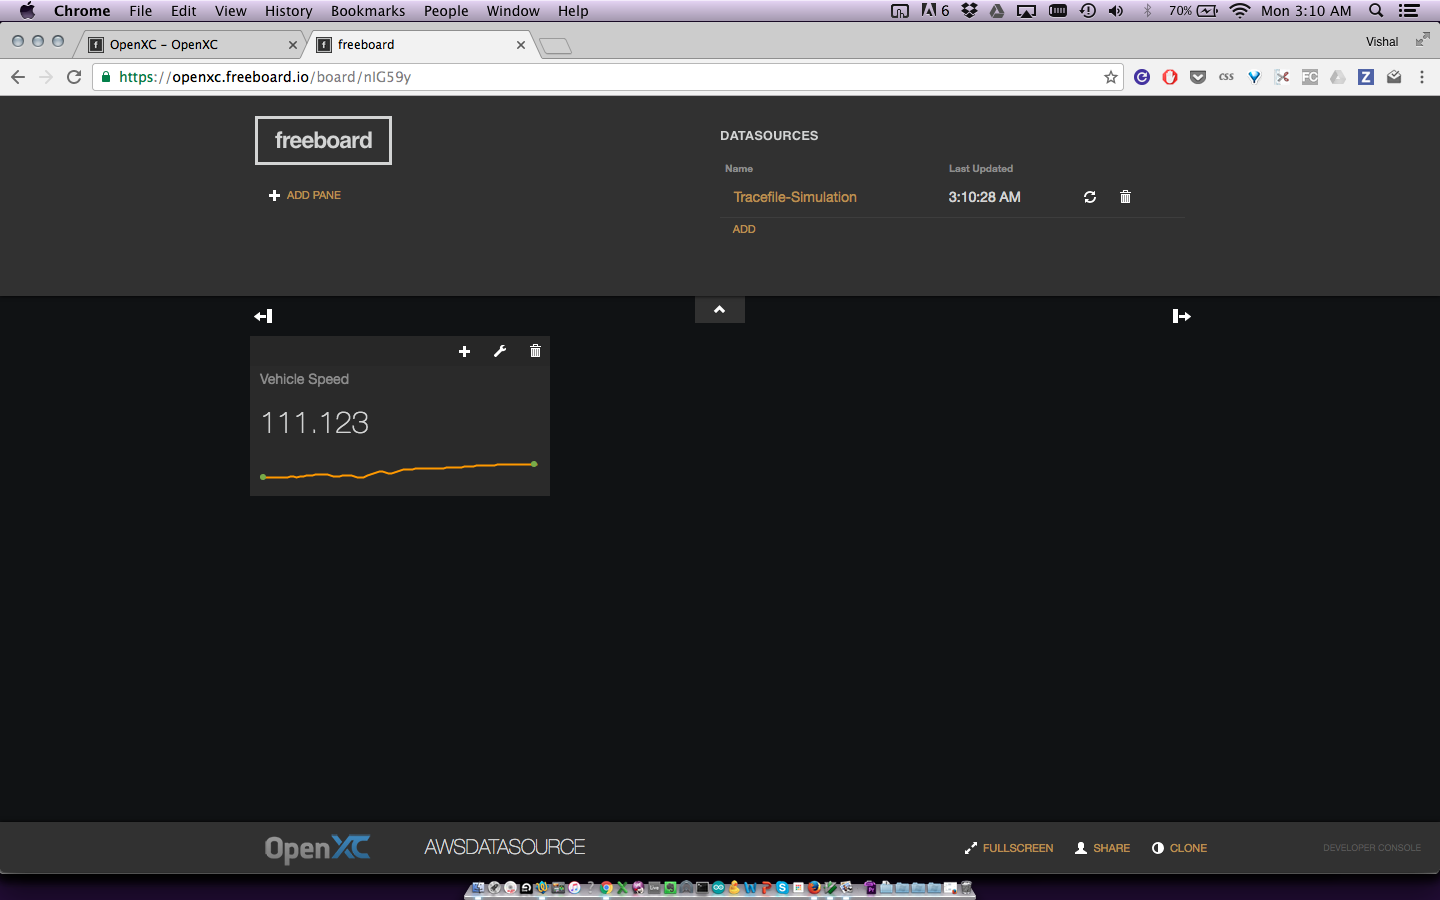 Chrome File Edit View History Bookmarks People Window Help 6 70% Mon 3:10 AM
OpenXC - OpenXC freeboard Vishal
https://openxc.freeboard.io/board/nIG59y css FC Z
freeboard
ADD PANE
DATASOURCES
Name Last Updated
Tracefile-Simulation 3:10:28 AM
ADD
Vehicle Speed
111.123
OpenXC AWSDATASOURCE FULLSCREEN SHARE CLONE DEVELOPER CONSOLE